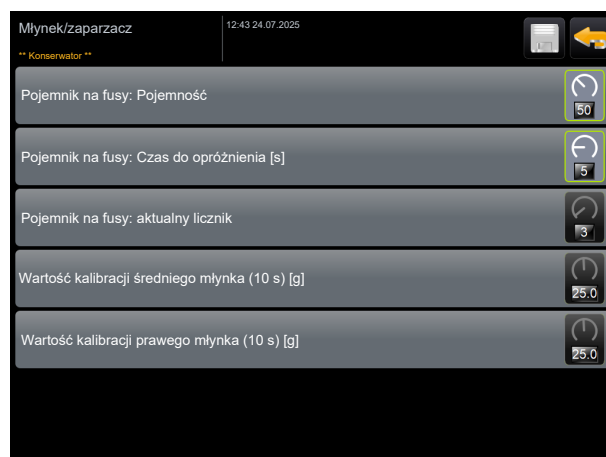 Młynek/zaparzacz
12:43 24.07.2025
** Konserwator **
Pojemnik na fusy: Pojemność
50
Pojemnik na fusy: Czas do opróżnienia [s]
5
Pojemnik na fusy: aktualny licznik
3
Wartość kalibracji średniego młynka (10 s) [g]
25.0
Wartość kalibracji prawego młynka (10 s) [g]
25.0